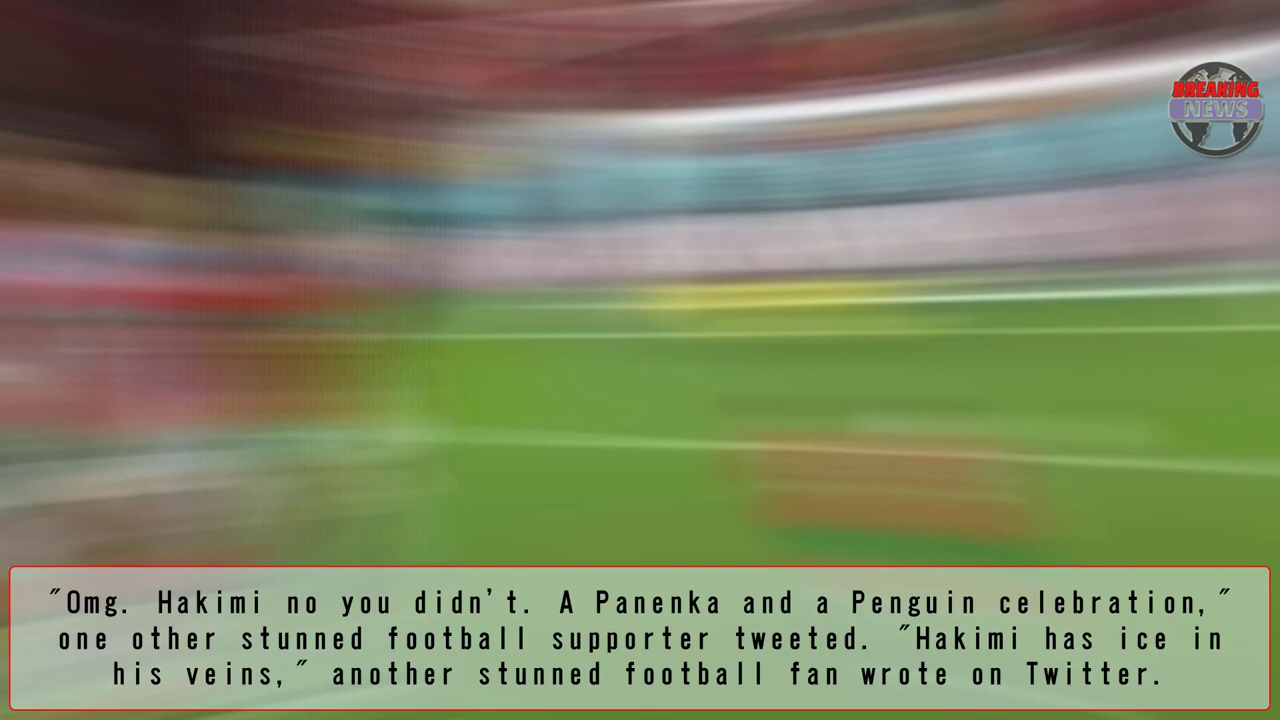 BREAKING
NEWS
"Omg. Hakimi no you didn't. A Panenka and a Penguin celebration,"
one other stunned football supporter tweeted. "Hakimi has ice in
his veins," another stunned football fan wrote on Twitter.